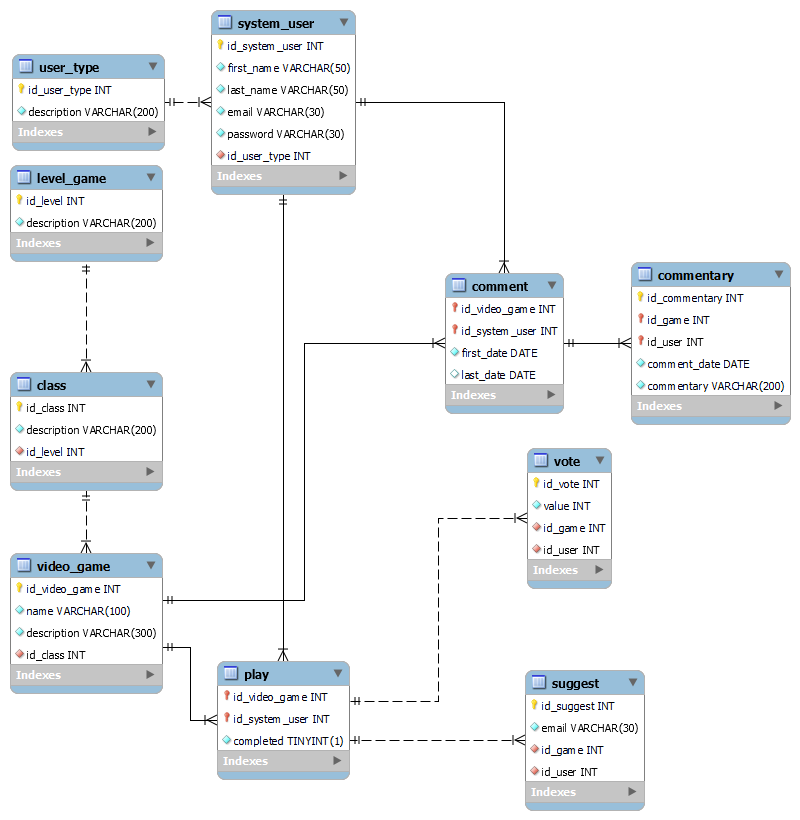 system_user
id_system_user INT
first_name VARCHAR(50)
last_name VARCHAR(50)
email VARCHAR(30)
password VARCHAR(30)
id_user_type INT
Indexes
user_type
id_user_type INT
description VARCHAR(200)
Indexes
level_game
id_level INT
description VARCHAR(200)
Indexes
comment
id_video_game INT
id_system_user INT
first_date DATE
last_date DATE
Indexes
commentary
id_commentary INT
id_game INT
id_user INT
comment_date DATE
commentary VARCHAR(200)
Indexes
class
id_class INT
description VARCHAR(200)
id_level INT
Indexes
vote
id_vote INT
value INT
id_game INT
id_user INT
Indexes
video_game
id_video_game INT
name VARCHAR(100)
description VARCHAR(300)
id_class INT
Indexes
play
id_video_game INT
id_system_user INT
completed TINYINT(1)
Indexes
suggest
id_suggest INT
email VARCHAR(30)
id_game INT
id_user INT
Indexes